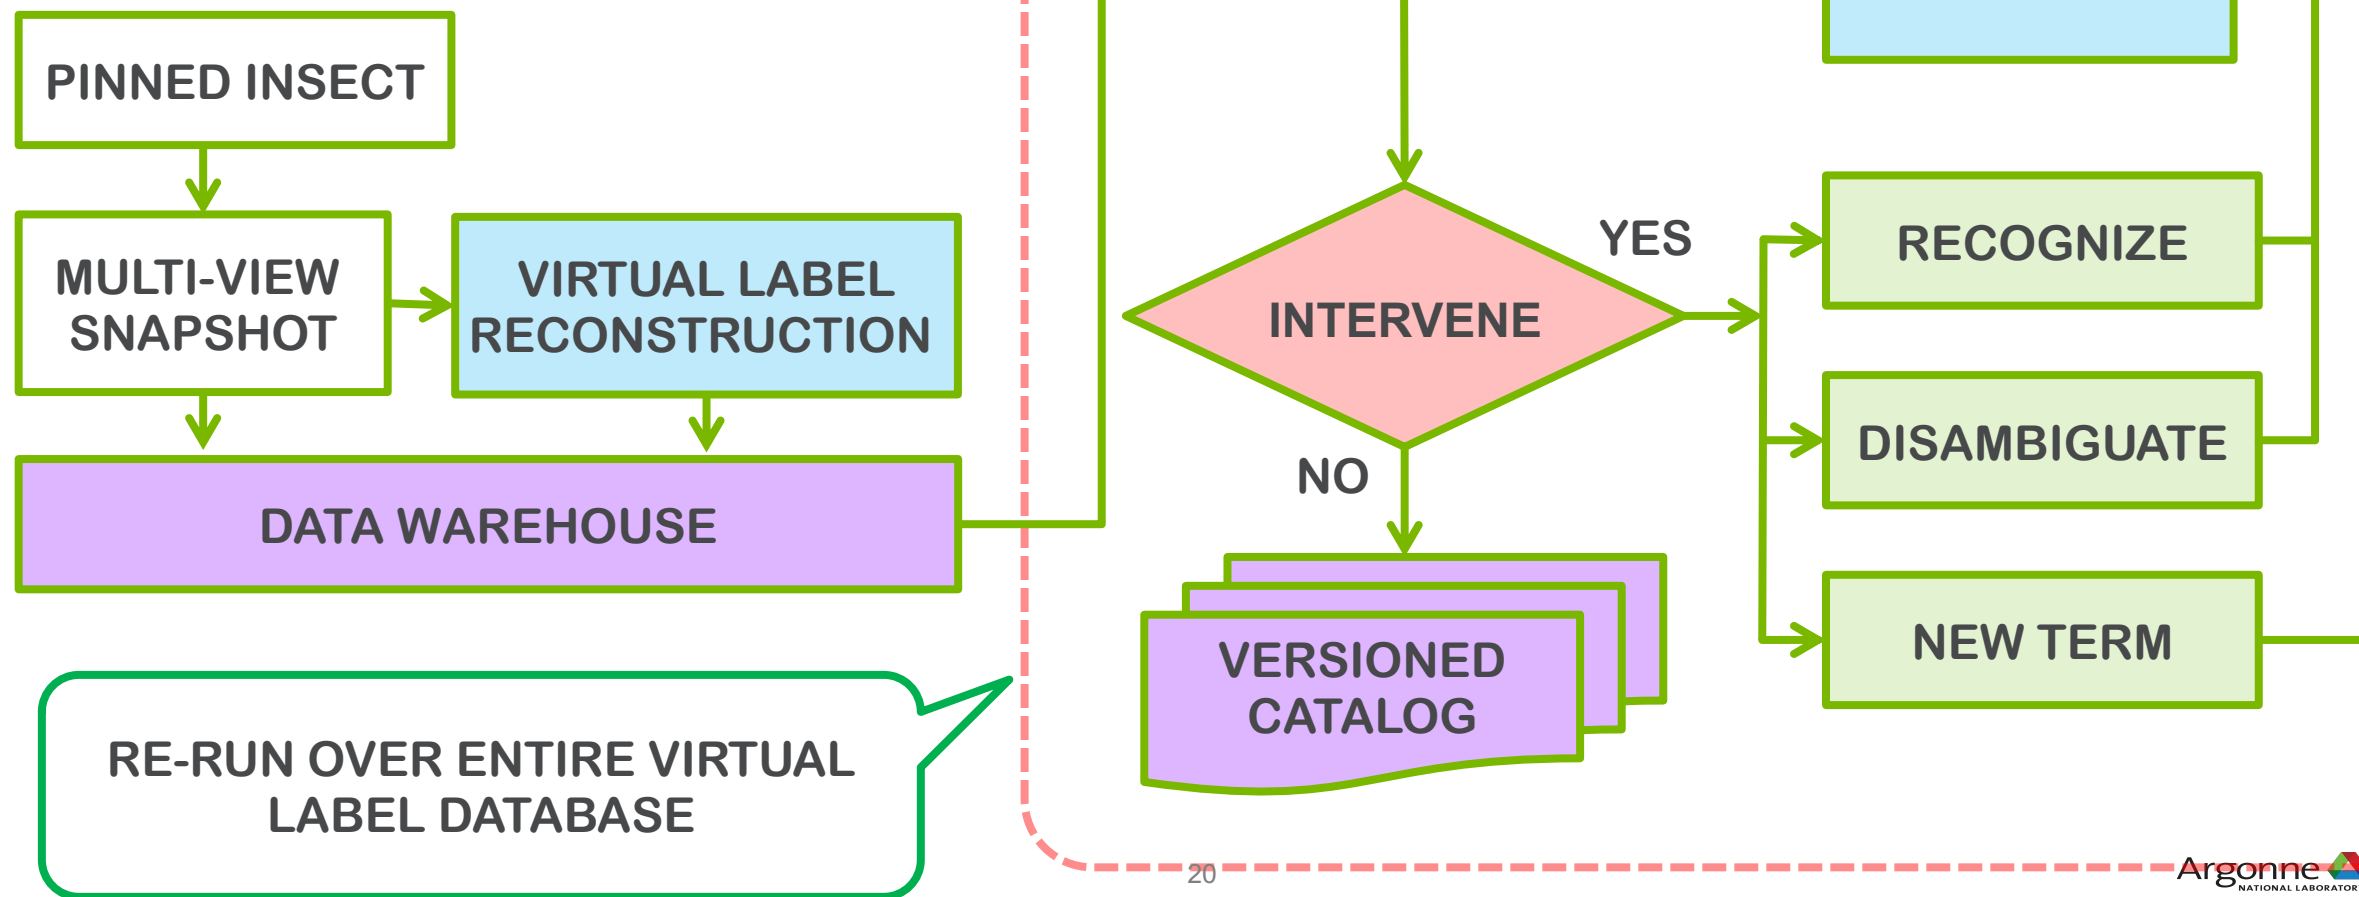 PINNED INSECT
MULTI-VIEW
SNAPSHOT
VIRTUAL LABEL
RECONSTRUCTION
DATA WAREHOUSE
RE-RUN OVER ENTIRE VIRTUAL
LABEL DATABASE
INTERVENE
YES
NO
VERSIONED
CATALOG
RECOGNIZE
DISAMBIGUATE
NEW TERM
20
Argonne
NATIONAL LABORATOR